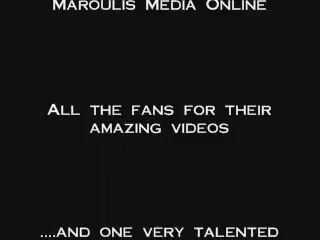 Maroulis Media Online
All the fans for their
amazing videos
....and one very talented